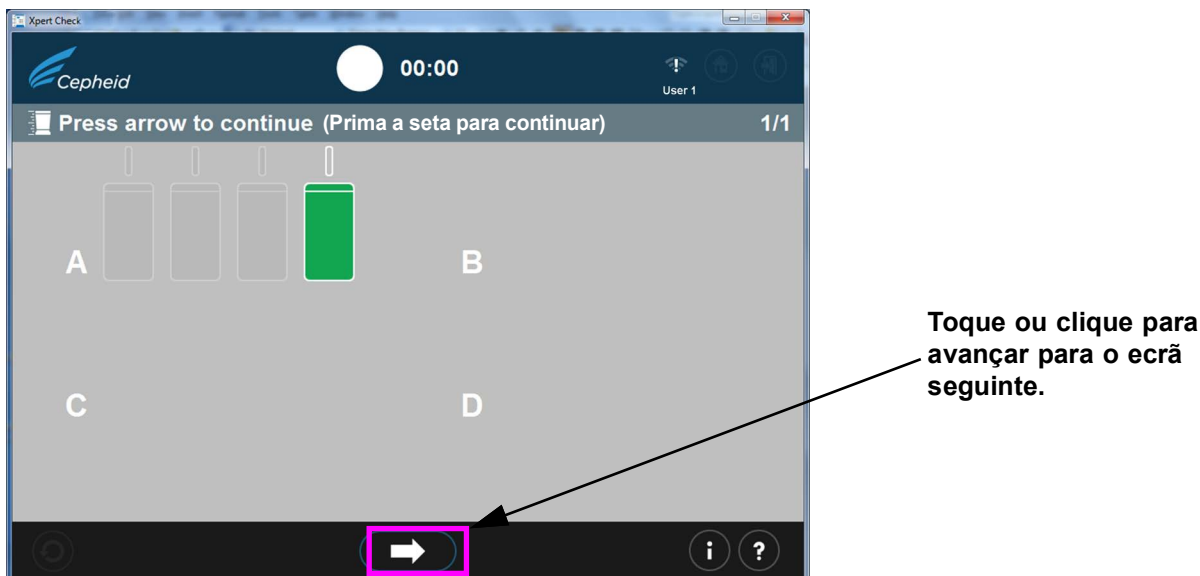 Xpert Check
Cepheid
00:00
User 1
Press arrow to continue (Prima a seta para continuar) 1/1
A
B
C
D
i ?
Toque ou clique para
avançar para o ecrã
seguinte.